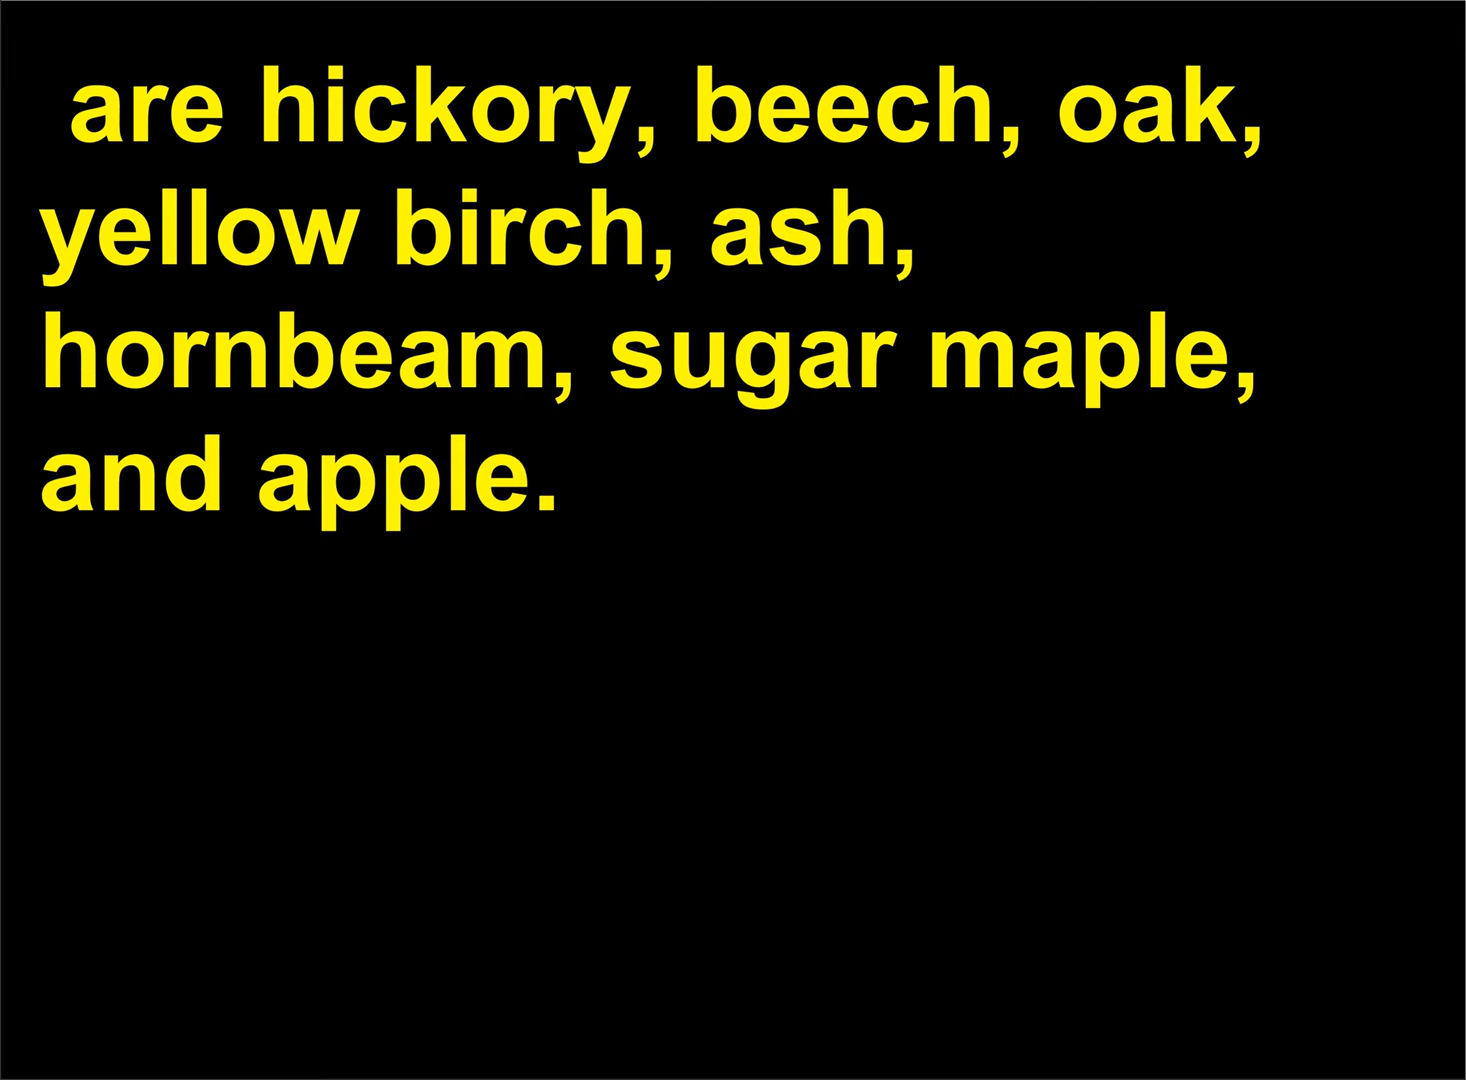 are hickory, beech, oak,
yellow birch, ash,
hornbeam, sugar maple,
and apple.